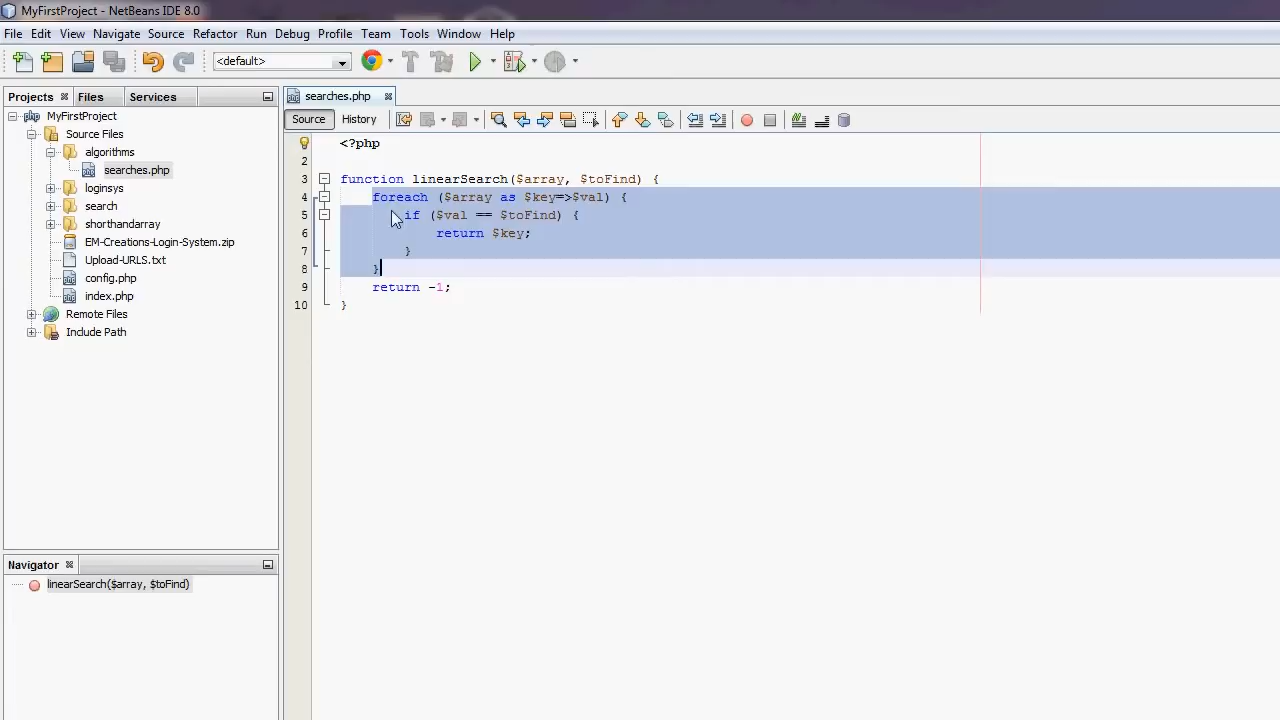 MyFirstProject - NetBeans IDE 8.0
File Edit View Navigate Source Refactor Run Debug Profile Team Tools Window Help
<default>
Projects Files Services
MyFirstProject
Source Files
algorithms
searches.php
loginsys
search
shorthandarray
EM-Creations-Login-System.zip
Upload-URLS.txt
config.php
index.php
Remote Files
Include Path
searches.php
Source History
<?php
2
3 function linearSearch($array, $toFind) {
4 foreach ($array as $key=>$val) {
5 if ($val == $toFind) {
6 return $key;
7 }
8 }
9 return -1;
10 }
Navigator
linearSearch($array, $toFind)